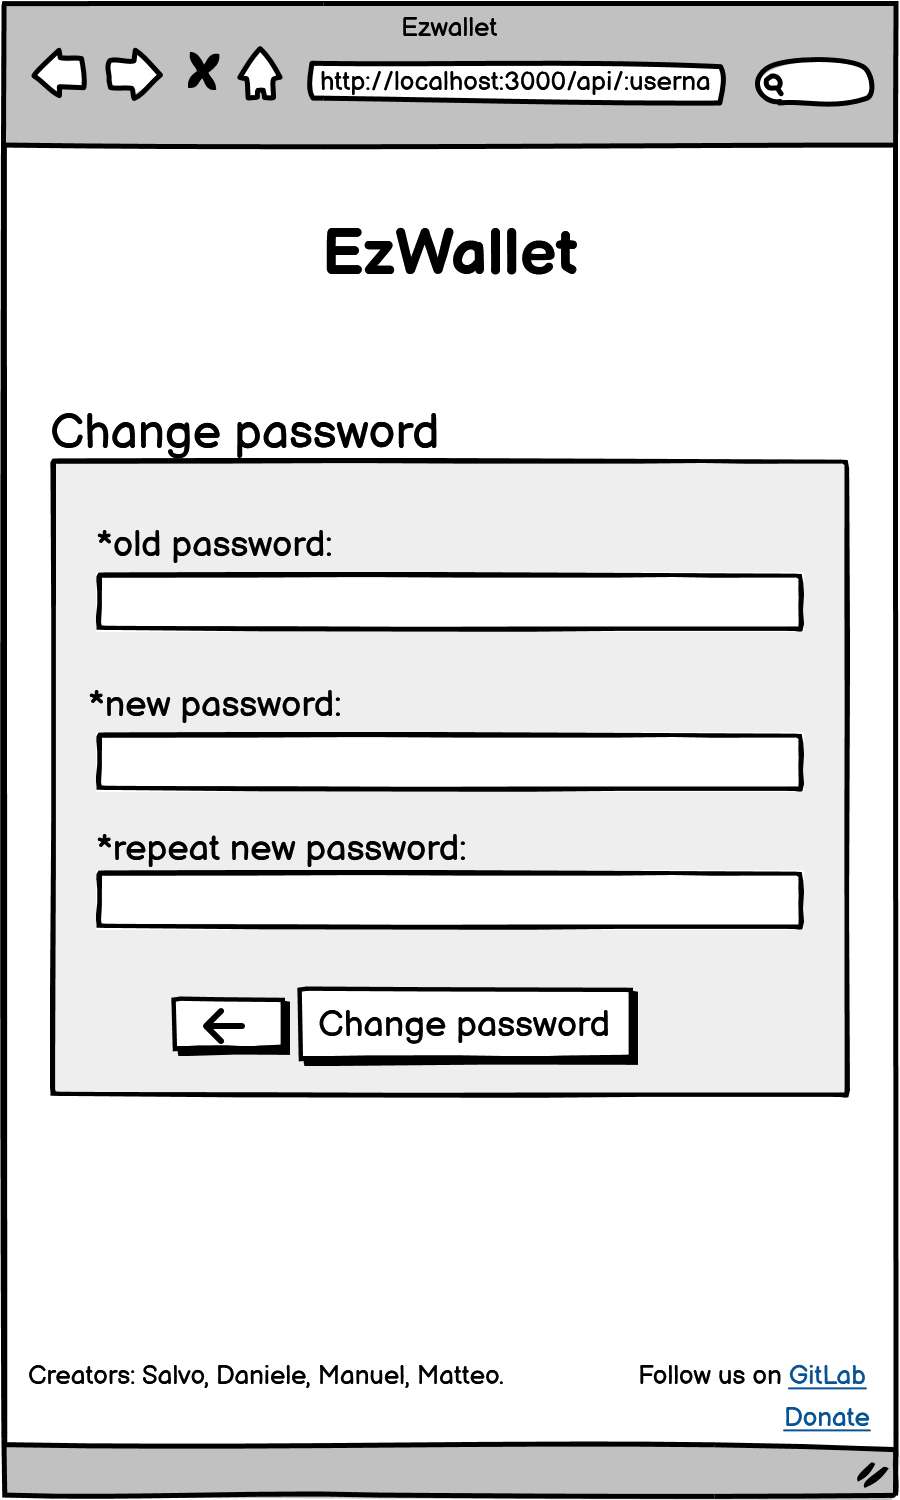 Ezwallet
http://localhost:3000/api/:userna
EzWallet
Change password
*old password:
*new password:
*repeat new password:
Change password
Creators: Salvo, Daniele, Manuel, Matteo.
Follow us on GitLab
Donate